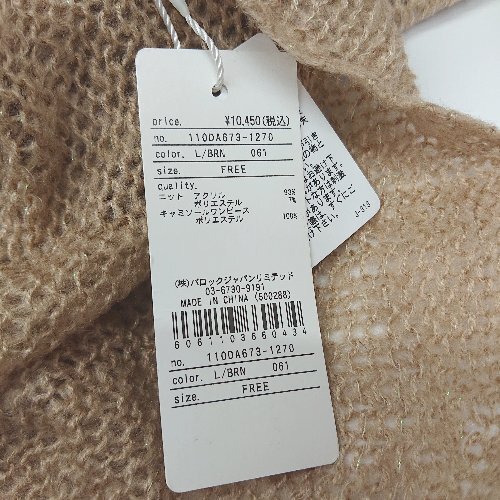 price. ¥10,450(税込)
no. 110DA673-1270
color. L/BRN 061
size. FREE
quality.
ニット アクリル 93%
ポリエステル 7%
キャミソールワンピース
ポリエステル 100%
(株)バロックジャパンリミテッド
03-6730-9191
MADE IN CHINA (500288)
6061103650434
no. 110DA673-1270
color. L/BRN 061
size. FREE
J-313